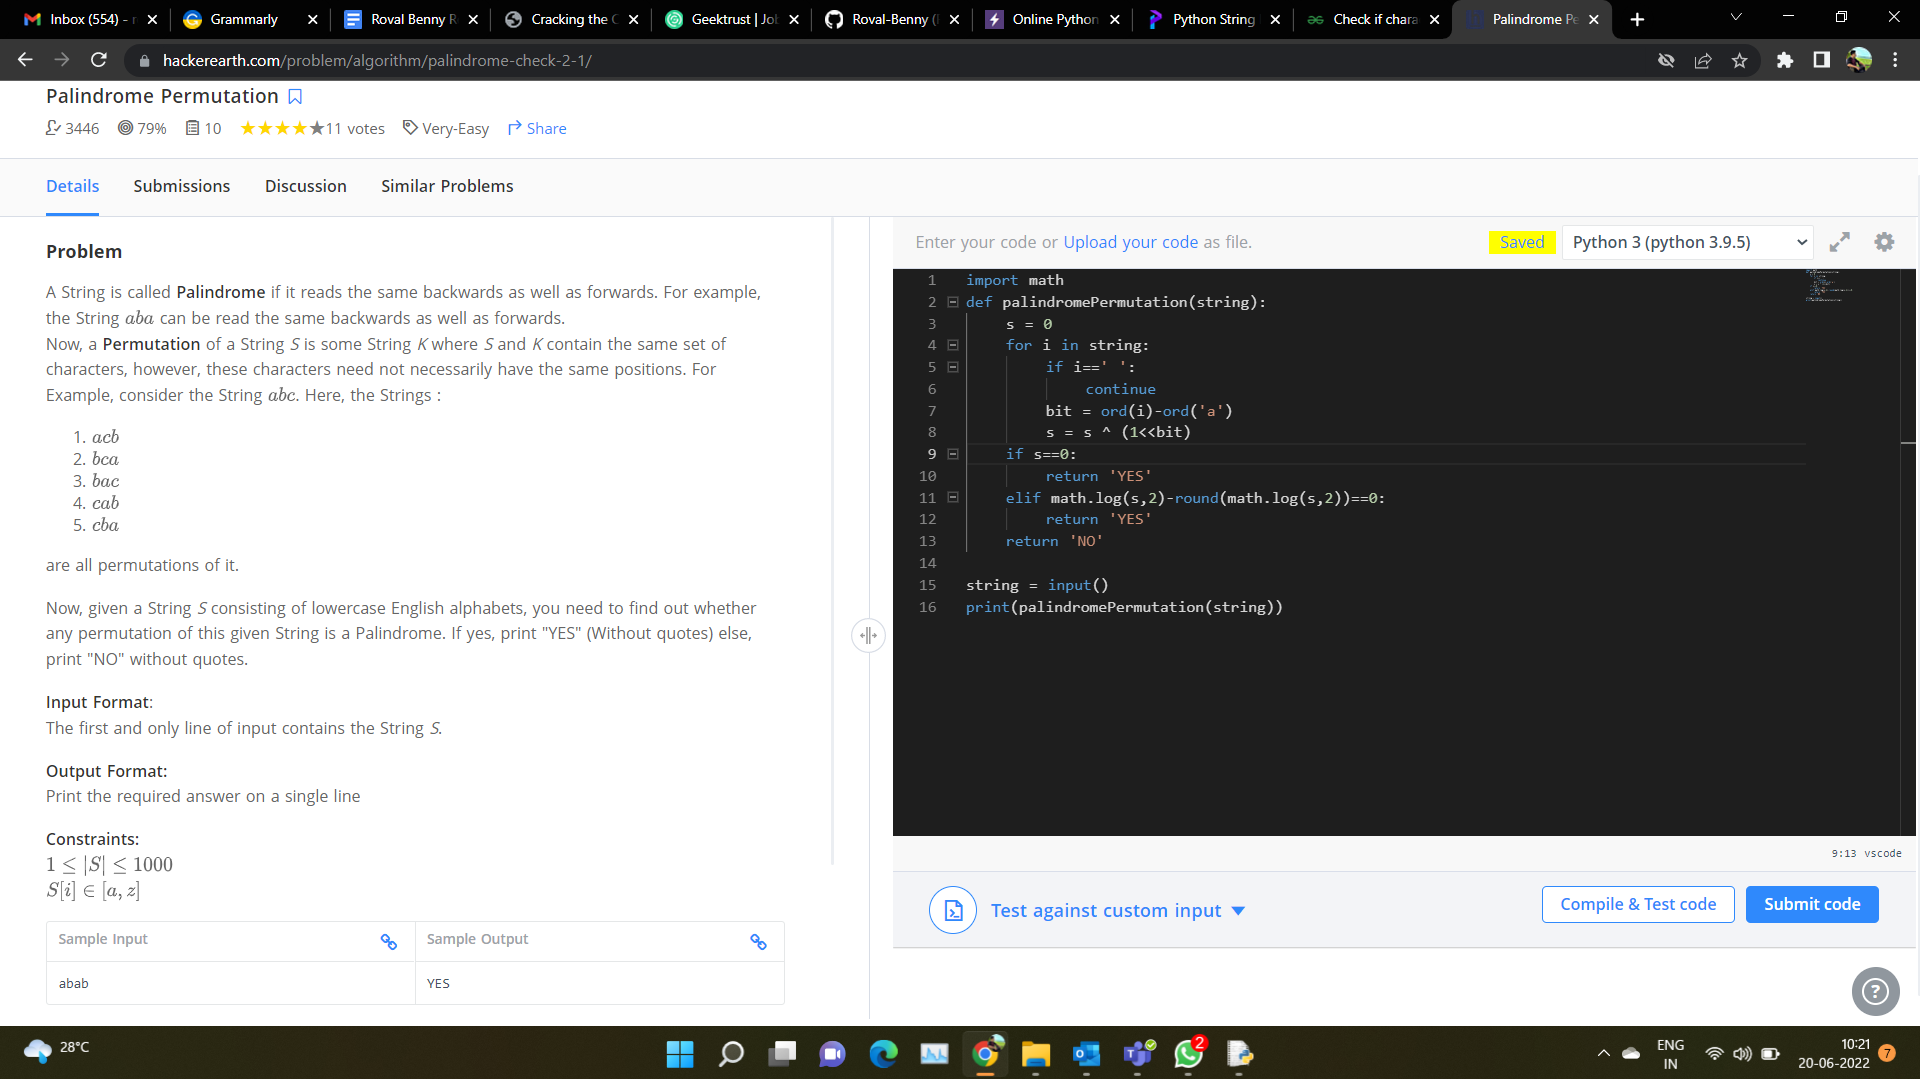 Inbox (554) -
Grammarly
Roval Benny R
Cracking the C
Geektrust | Jo
Roval-Benny (
Online Python
Python String
Check if chara
Palindrome Pe
hackerearth.com/problem/algorithm/palindrome-check-2-1/
Palindrome Permutation
3446 79% 10 11 votes Very-Easy Share
Details Submissions Discussion Similar Problems
Problem
A String is called Palindrome if it reads the same backwards as well as forwards. For example,
the String aba can be read the same backwards as well as forwards.
Now, a Permutation of a String S is some String K where S and K contain the same set of
characters, however, these characters need not necessarily have the same positions. For
Example, consider the String abc. Here, the Strings :
1. acb
2. bca
3. bac
4. cab
5. cba
are all permutations of it.
Now, given a String S consisting of lowercase English alphabets, you need to find out whether
any permutation of this given String is a Palindrome. If yes, print "YES" (Without quotes) else,
print "NO" without quotes.
Input Format:
The first and only line of input contains the String S.
Output Format:
Print the required answer on a single line
Constraints:
1 ≤ |S| ≤ 1000
S[i] ∈ [a, z]
Sample Input
Sample Output
abab
YES
Enter your code or Upload your code as file.
Saved
Python 3 (python 3.9.5)
1 import math
2 def palindromePermutation(string):
3 s = 0
4 for i in string:
5 if i==' ':
6 continue
7 bit = ord(i)-ord('a')
8 s = s ^ (1<<bit)
9 if s==0:
10 return 'YES'
11 elif math.log(s,2)-round(math.log(s,2))==0:
12 return 'YES'
13 return 'NO'
14
15 string = input()
16 print(palindromePermutation(string))
9:13 vscode
Test against custom input
Compile & Test code
Submit code
?
28°C
2
ENG
IN
10:21
20-06-2022
7